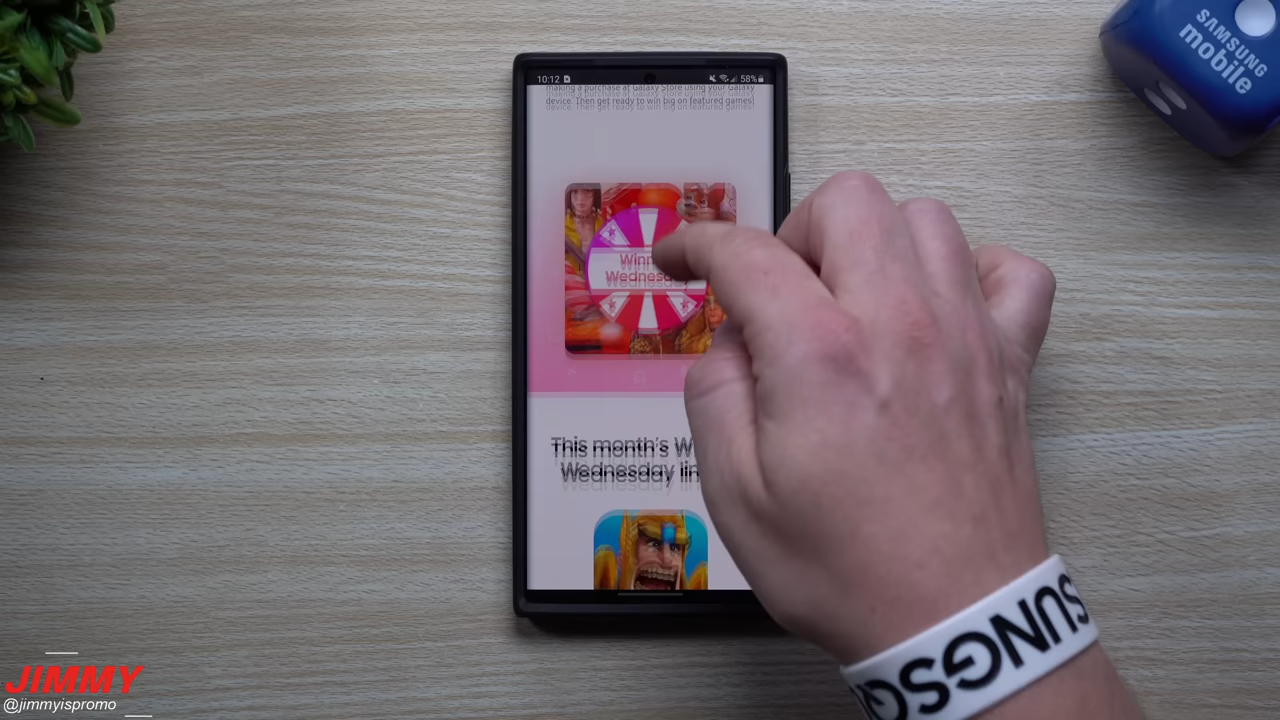 10:12
58%
making a purchase at Galaxy Store using your Galaxy
device. Then get ready to win big on featured games!
Wednesday
This month's
Wednesday
SAMSUNG
mobile
JIMMY
@jimmyispromo